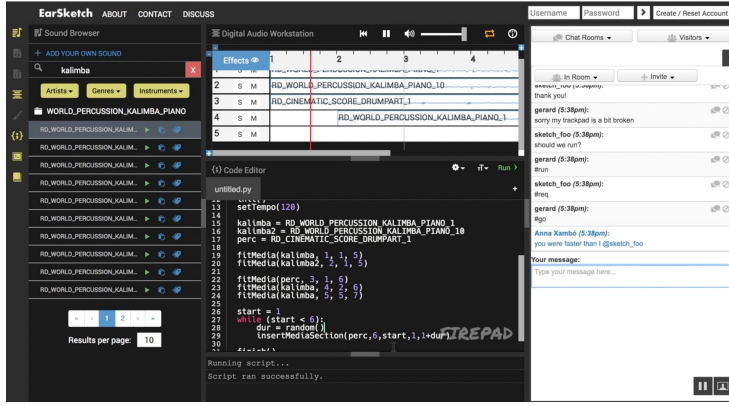 EarSketch ABOUT CONTACT DISCUSS
Username Password Create / Reset Account
Sound Browser
+ ADD YOUR OWN SOUND
kalimba X
Artists Genres Instruments
WORLD_PERCUSSION_KALIMBA_PIANO
RD_WORLD_PERCUSSION_KALIM...
RD_WORLD_PERCUSSION_KALIM...
RD_WORLD_PERCUSSION_KALIM...
RD_WORLD_PERCUSSION_KALIM...
RD_WORLD_PERCUSSION_KALIM...
RD_WORLD_PERCUSSION_KALIM...
RD_WORLD_PERCUSSION_KALIM...
RD_WORLD_PERCUSSION_KALIM...
RD_WORLD_PERCUSSION_KALIM...
RD_WORLD_PERCUSSION_KALIM...
« ‹ 1 2 › »
Results per page: 10
Digital Audio Workstation
Effects 1 2 3 4
S M
2 S M RD_WORLD_PERCUSSION_KALIMBA_PIANO_10
3 S M RD_CINEMATIC_SCORE_DRUMPART_1
4 S M RD_WORLD_PERCUSSION_KALIMBA_PIANO_1
5 S M
{;} Code Editor Run
untitled.py +
12 init()
13 setTempo(120)
14
15 kalimba = RD_WORLD_PERCUSSION_KALIMBA_PIANO_1
16 kalimba2 = RD_WORLD_PERCUSSION_KALIMBA_PIANO_10
17 perc = RD_CINEMATIC_SCORE_DRUMPART_1
18
19 fitMedia(kalimba, 1, 1, 5)
20 fitMedia(kalimba2, 2, 1, 5)
21
22 fitMedia(perc, 3, 1, 6)
23 fitMedia(kalimba, 4, 2, 6)
24 fitMedia(kalimba, 5, 5, 7)
25
26 start = 1
27 while (start < 6):
28 dur = random()
29 insertMediaSection(perc,6,start,1,1+dur)
30
31 finish()
FIREPAD
Running script...
Script ran successfully.
Chat Rooms Visitors
In Room + Invite
sketch_foo (5:38pm):
thank you!
gerard (5:38pm):
sorry my trackpad is a bit broken
sketch_foo (5:38pm):
should we run?
gerard (5:38pm):
#run
sketch_foo (5:38pm):
#req
gerard (5:38pm):
#go
Anna Xambó (5:38pm):
you were faster than I @sketch_foo
Your message:
Type your message here...